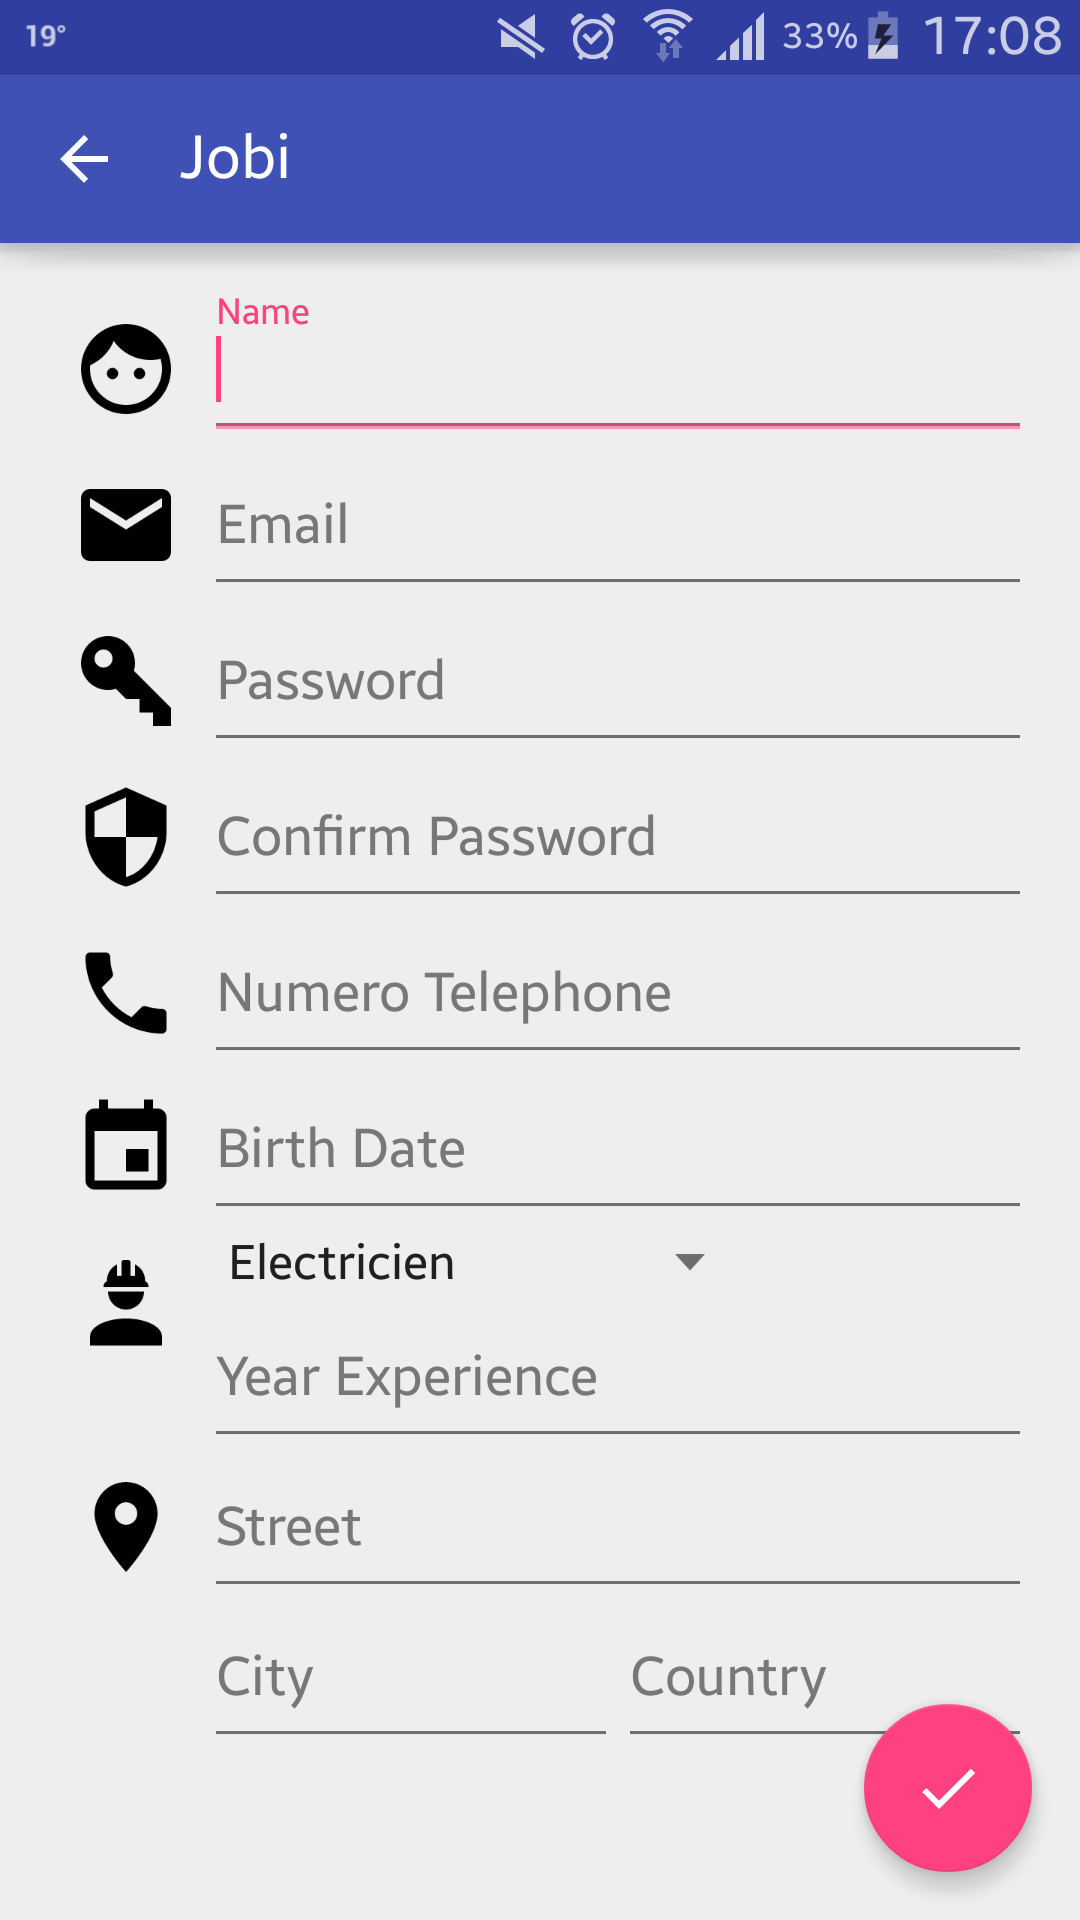 19°
33% 17:08
Jobi
Name
Email
Password
Confirm Password
Numero Telephone
Birth Date
Electricien
Year Experience
Street
City Country